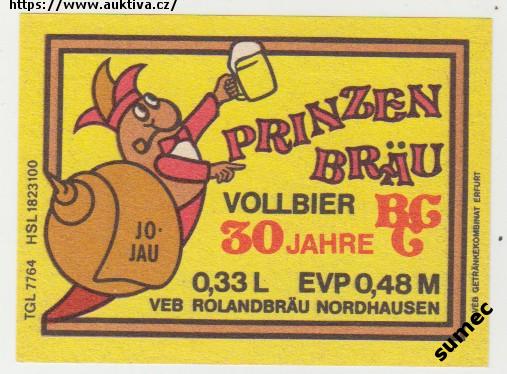 https://www.auktiva.cz/
PRINZEN
BRÄU
VOLLBIER
BCC
30 JAHRE
JO-
JAU
0,33 L EVP 0,48 M
VEB ROLANDBRÄU NORDHAUSEN
TGL 7764 HSL 1823100
VEB GETRÄNKEKOMBINAT ERFURT
sumec